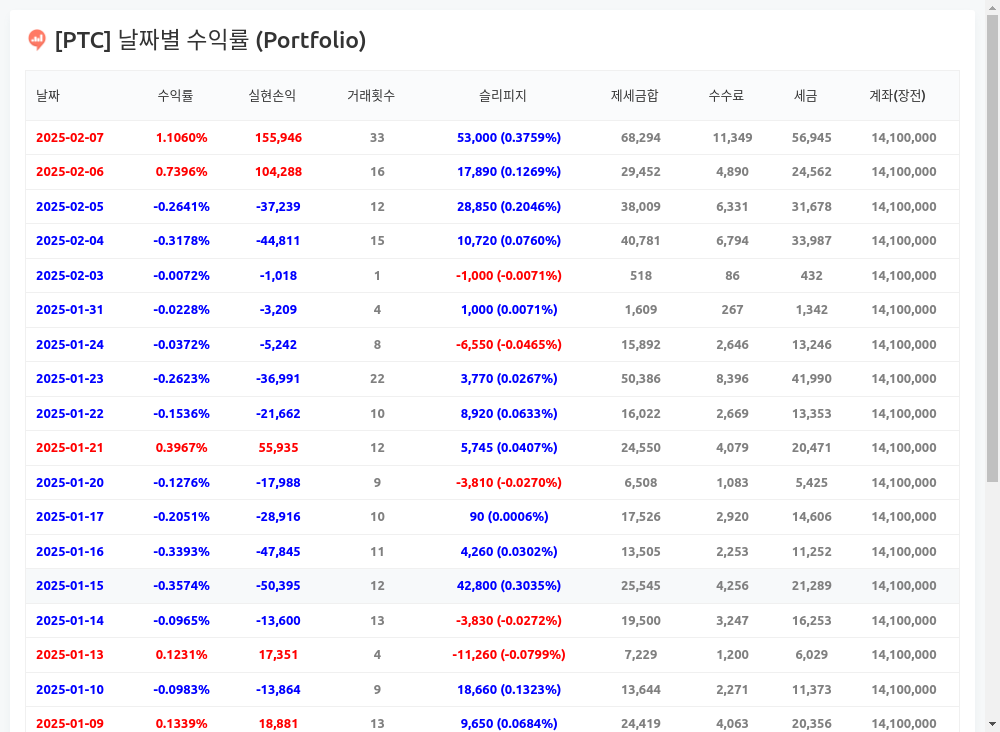 [PTC] 날짜별 수익률 (Portfolio)
날짜 수익률 실현손익 거래횟수 슬리피지 제세금합 수수료 세금 계좌(장전)
2025-02-07 1.1060% 155,946 33 53,000 (0.3759%) 68,294 11,349 56,945 14,100,000
2025-02-06 0.7396% 104,288 16 17,890 (0.1269%) 29,452 4,890 24,562 14,100,000
2025-02-05 -0.2641% -37,239 12 28,850 (0.2046%) 38,009 6,331 31,678 14,100,000
2025-02-04 -0.3178% -44,811 15 10,720 (0.0760%) 40,781 6,794 33,987 14,100,000
2025-02-03 -0.0072% -1,018 1 -1,000 (-0.0071%) 518 86 432 14,100,000
2025-01-31 -0.0228% -3,209 4 1,000 (0.0071%) 1,609 267 1,342 14,100,000
2025-01-24 -0.0372% -5,242 8 -6,550 (-0.0465%) 15,892 2,646 13,246 14,100,000
2025-01-23 -0.2623% -36,991 22 3,770 (0.0267%) 50,386 8,396 41,990 14,100,000
2025-01-22 -0.1536% -21,662 10 8,920 (0.0633%) 16,022 2,669 13,353 14,100,000
2025-01-21 0.3967% 55,935 12 5,745 (0.0407%) 24,550 4,079 20,471 14,100,000
2025-01-20 -0.1276% -17,988 9 -3,810 (-0.0270%) 6,508 1,083 5,425 14,100,000
2025-01-17 -0.2051% -28,916 10 90 (0.0006%) 17,526 2,920 14,606 14,100,000
2025-01-16 -0.3393% -47,845 11 4,260 (0.0302%) 13,505 2,253 11,252 14,100,000
2025-01-15 -0.3574% -50,395 12 42,800 (0.3035%) 25,545 4,256 21,289 14,100,000
2025-01-14 -0.0965% -13,600 13 -3,830 (-0.0272%) 19,500 3,247 16,253 14,100,000
2025-01-13 0.1231% 17,351 4 -11,260 (-0.0799%) 7,229 1,200 6,029 14,100,000
2025-01-10 -0.0983% -13,864 9 18,660 (0.1323%) 13,644 2,271 11,373 14,100,000
2025-01-09 0.1339% 18,881 13 9,650 (0.0684%) 24,419 4,063 20,356 14,100,000